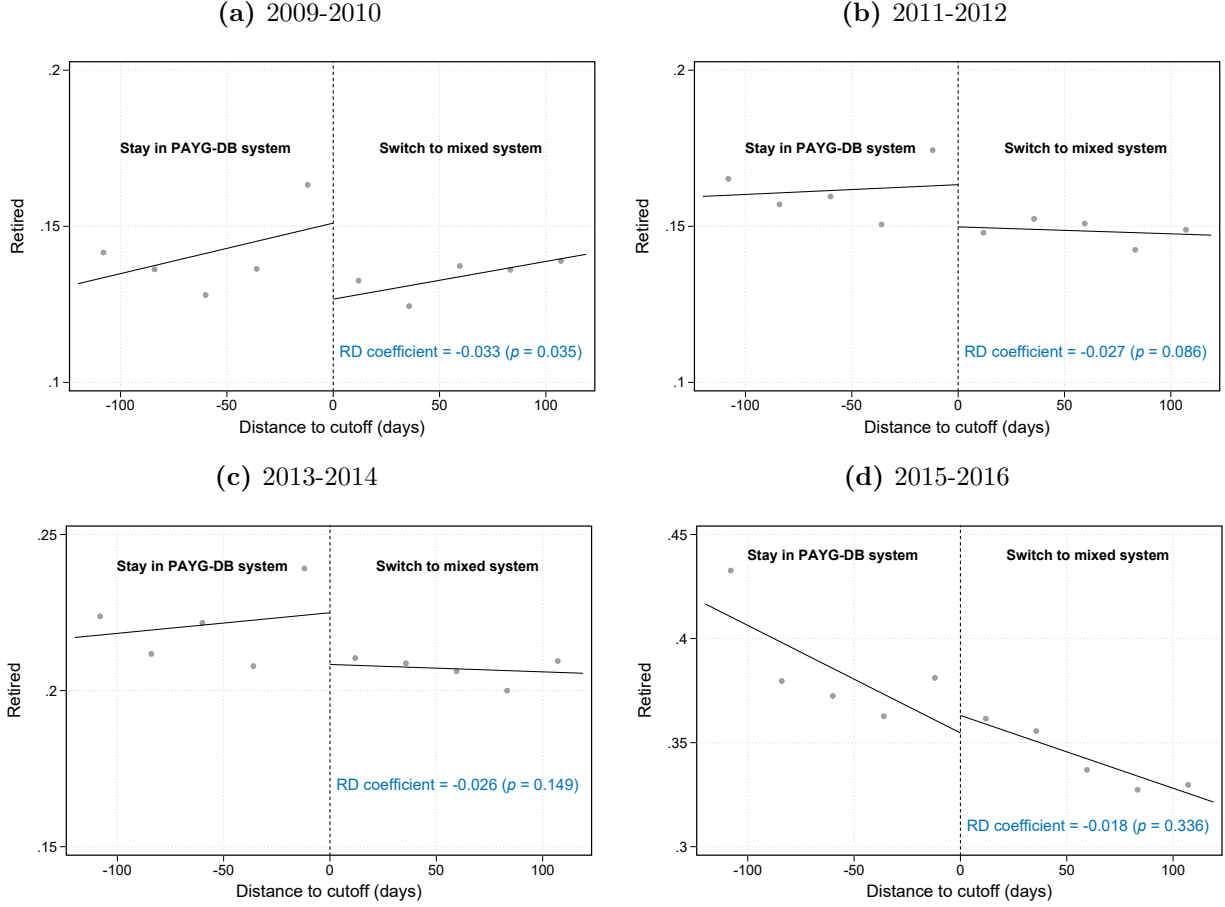 (a) 2009-2010
.2
.15
.1
Retired
Stay in PAYG-DB system
Switch to mixed system
RD coefficient = -0.033 (p = 0.035)
-100 -50 0 50 100
Distance to cutoff (days)
(b) 2011-2012
.2
.15
.1
Retired
Stay in PAYG-DB system
Switch to mixed system
RD coefficient = -0.027 (p = 0.086)
-100 -50 0 50 100
Distance to cutoff (days)
(c) 2013-2014
.25
.2
.15
Retired
Stay in PAYG-DB system
Switch to mixed system
RD coefficient = -0.026 (p = 0.149)
-100 -50 0 50 100
Distance to cutoff (days)
(d) 2015-2016
.45
.4
.35
.3
Retired
Stay in PAYG-DB system
Switch to mixed system
RD coefficient = -0.018 (p = 0.336)
-100 -50 0 50 100
Distance to cutoff (days)